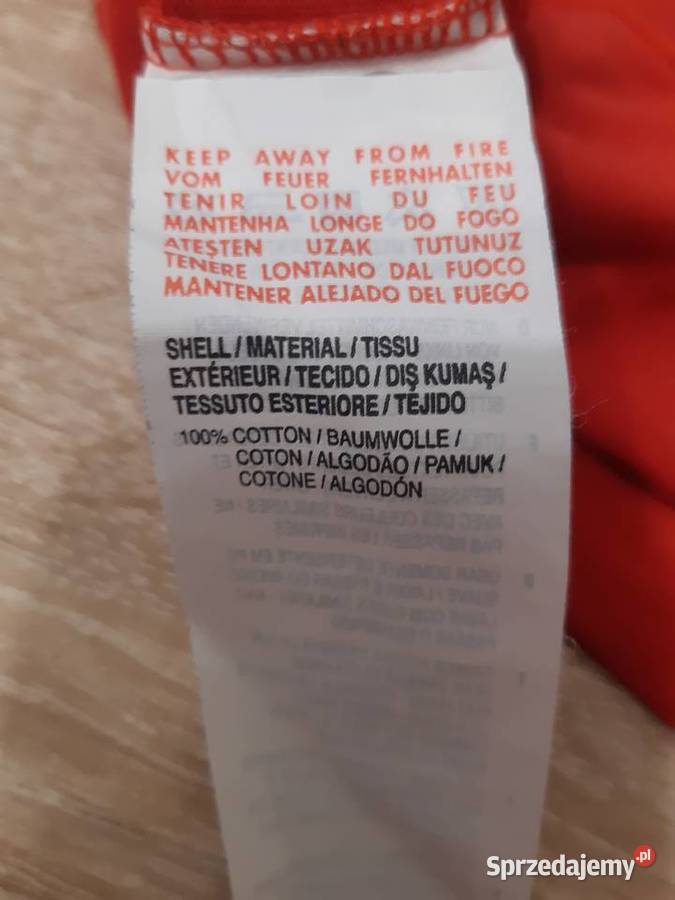 KEEP AWAY FROM FIRE
VOM FEUER FERNHALTEN
TENIR LOIN DU FEU
MANTENHA LONGE DO FOGO
ATEŞTEN UZAK TUTUNUZ
TENERE LONTANO DAL FUOCO
MANTENER ALEJADO DEL FUEGO
SHELL / MATERIAL / TISSU
EXTÉRIEUR / TECIDO / DIŞ KUMAŞ /
TESSUTO ESTERIORE / TEJIDO
100% COTTON / BAUMWOLLE /
COTON / ALGODÃO / PAMUK /
COTONE / ALGODÓN
Sprzedajemy.pl